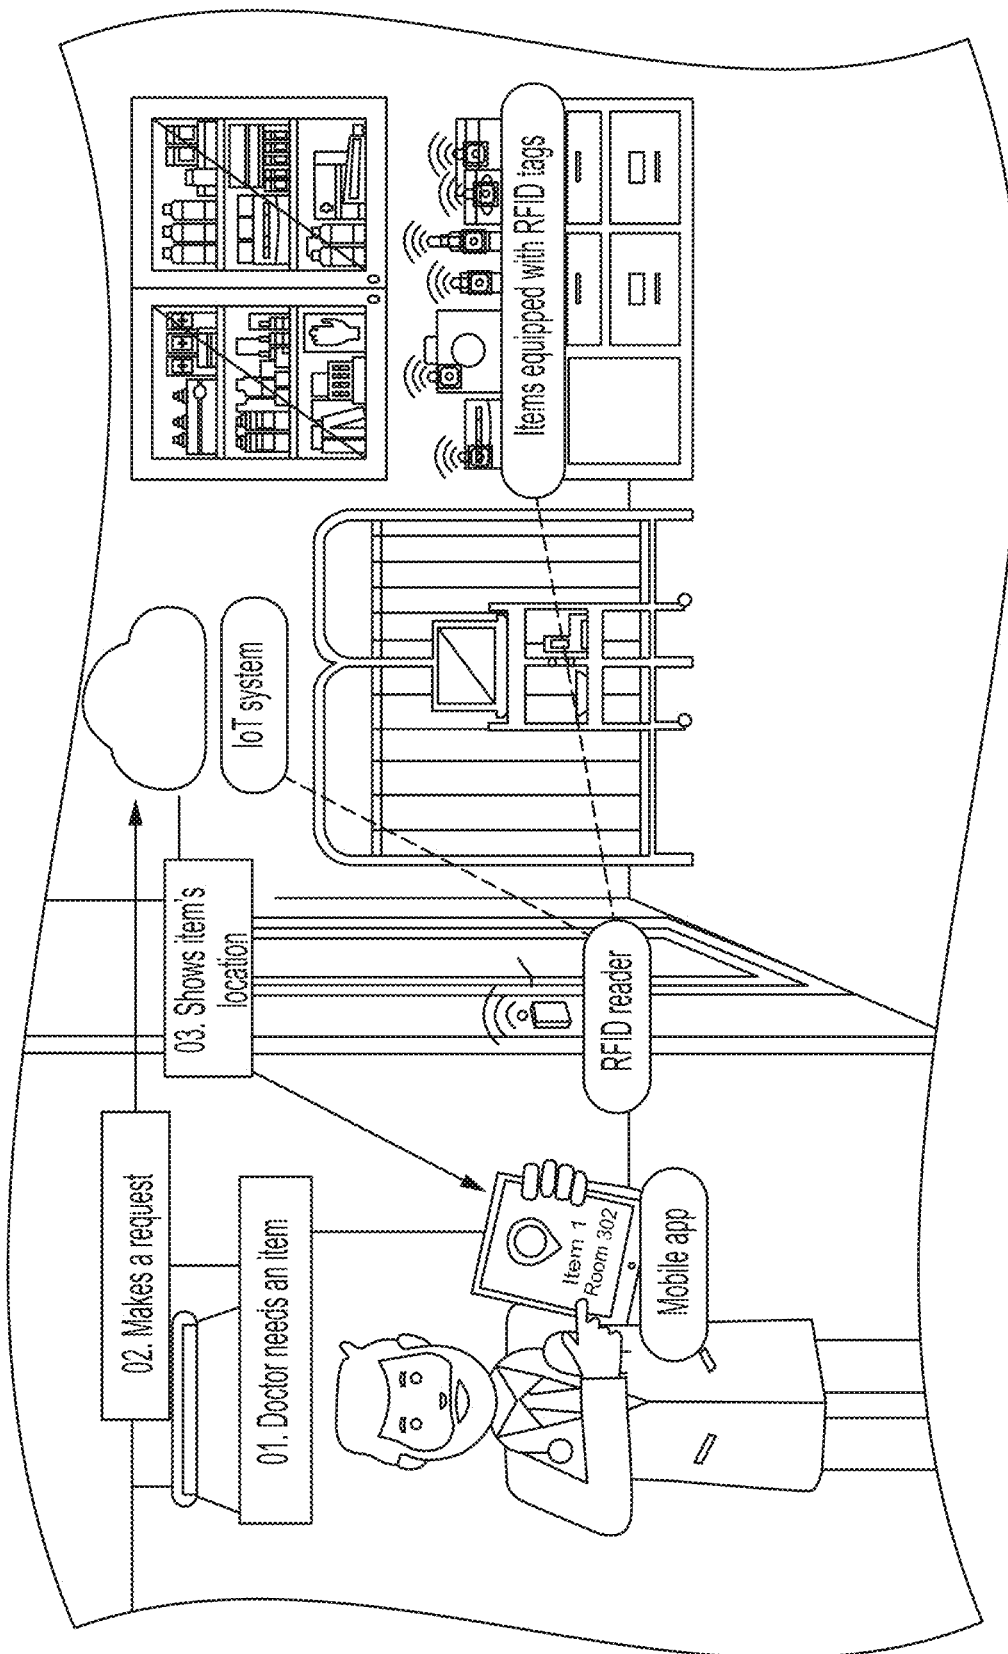 02. Makes a request
01. Doctor needs an item
03. Shows item's
location
IoT system
Item 1
Room 302
Mobile app
RFID reader
Items equipped with RFID tags